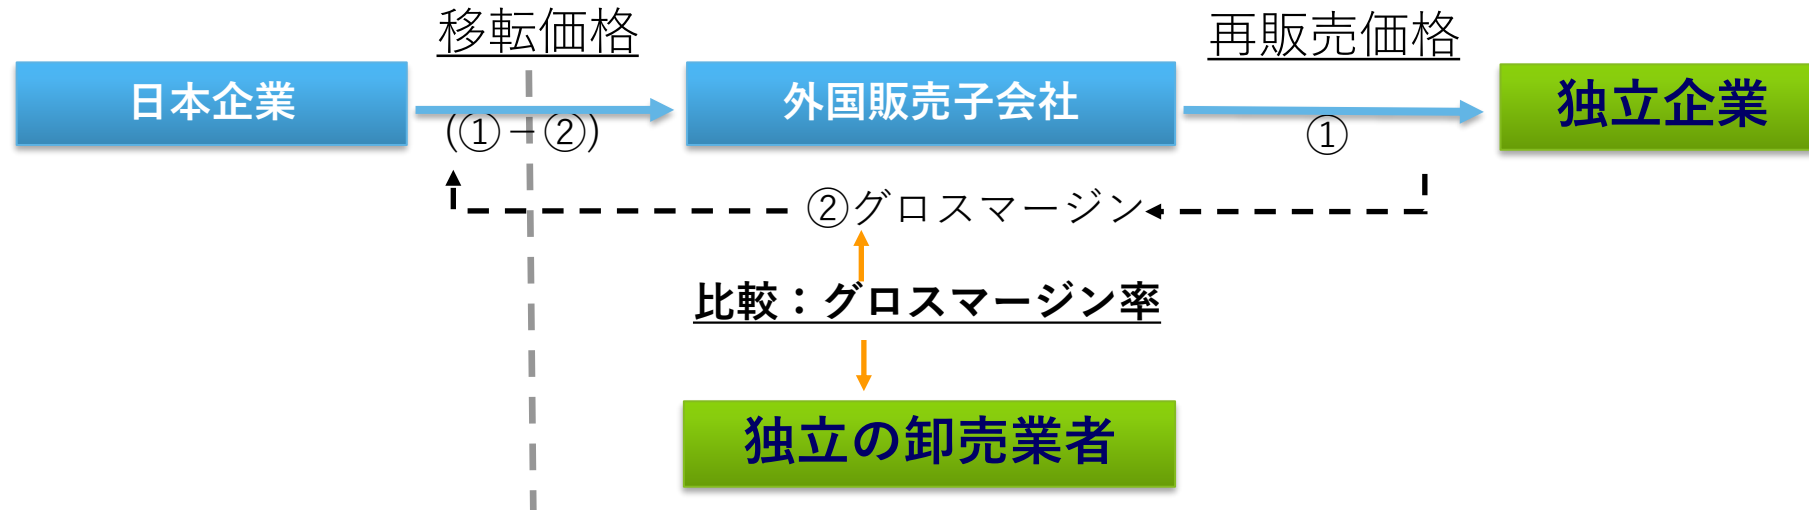 移転価格
再販売価格
日本企業
外国販売子会社
独立企業
(①－②)
①
②グロスマージン
比較：グロスマージン率
独立の卸売業者